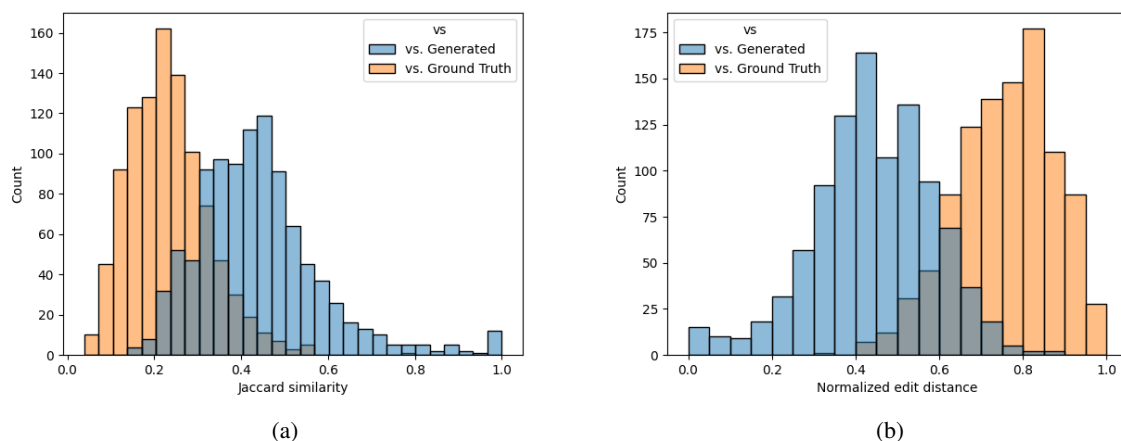 160
140
120
100
80
60
40
20
0
Count
0.0 0.2 0.4 0.6 0.8 1.0
Jaccard similarity
vs
vs. Generated
vs. Ground Truth
(a)
175
150
125
100
75
50
25
0
Count
0.0 0.2 0.4 0.6 0.8 1.0
Normalized edit distance
vs
vs. Generated
vs. Ground Truth
(b)